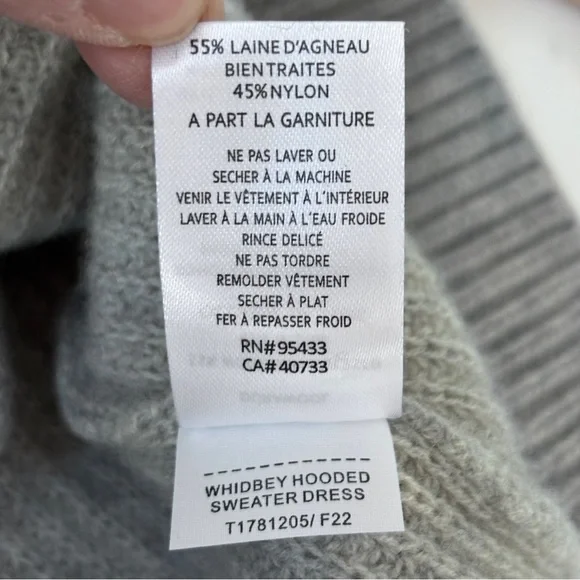 55% LAINE D'AGNEAU
BIEN TRAITES
45% NYLON
A PART LA GARNITURE
NE PAS LAVER OU
SECHER À LA MACHINE
VENIR LE VÊTEMENT À L'INTÉRIEUR
LAVER À LA MAIN À L'EAU FROIDE
RINCE DELICÉ
NE PAS TORDRE
REMOLDER VÊTEMENT
SECHER À PLAT
FER À REPASSER FROID
RN#95433
CA#40733
WHIDBEY HOODED
SWEATER DRESS
T1781205/ F22